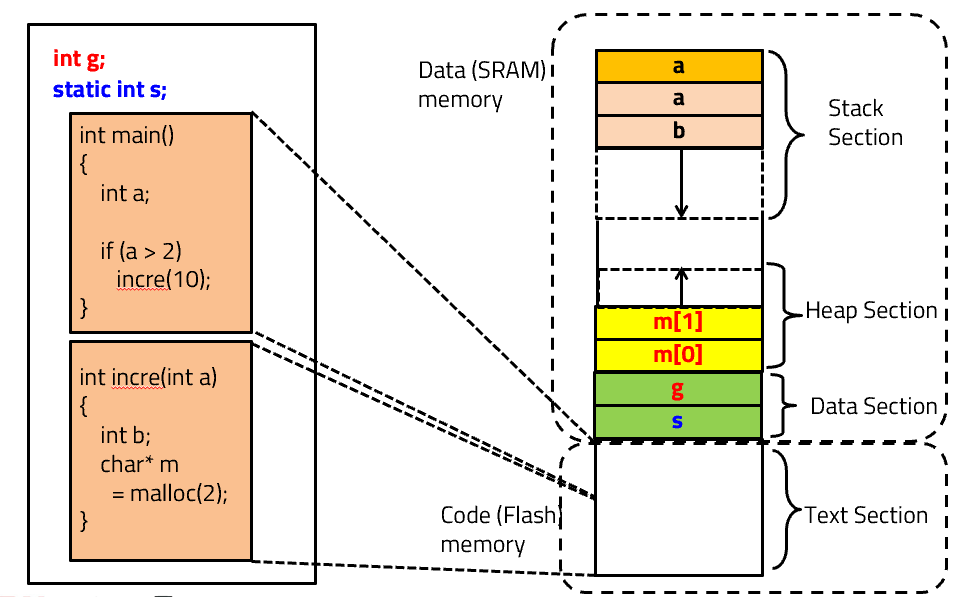 int g;
static int s;
int main()
{
int a;
if (a > 2)
incre(10);
}
int incre(int a)
{
int b;
char* m
= malloc(2);
}
Data (SRAM)
memory
a
a
b
Stack
Section
m[1]
m[0]
Heap Section
g
s
Data Section
Code (Flash)
memory
Text Section